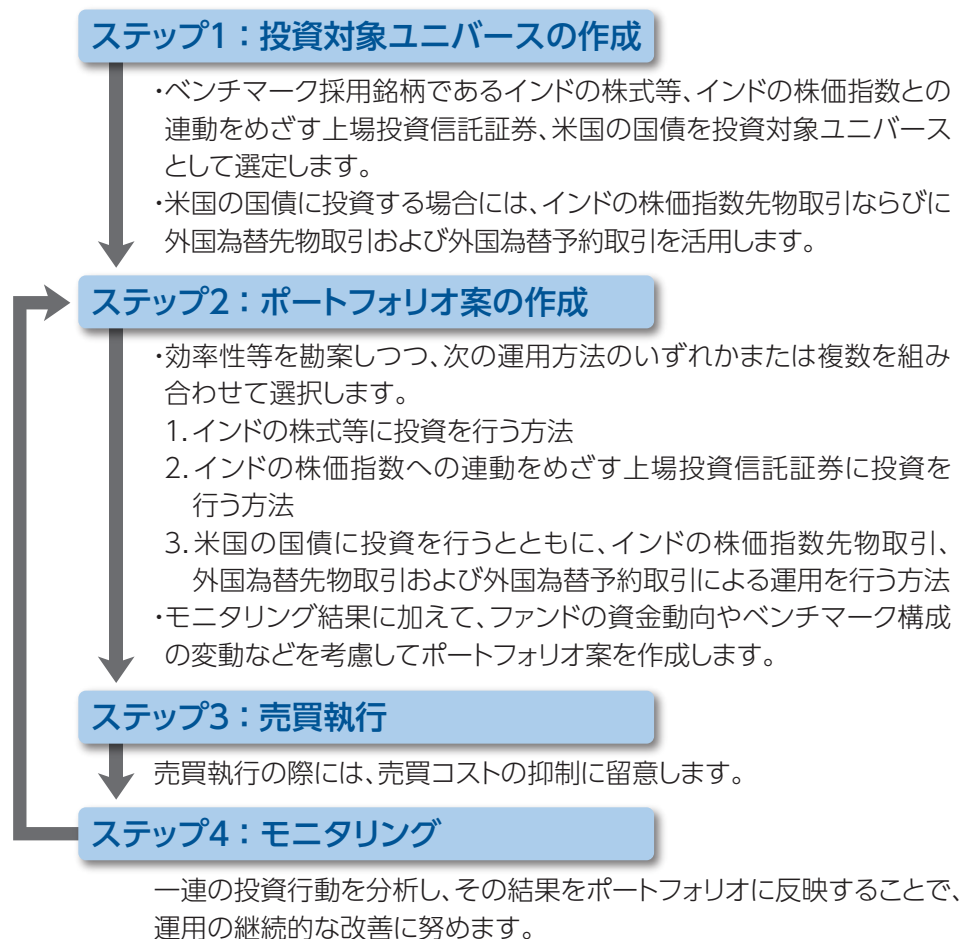 ステップ1：投資対象ユニバースの作成
・ベンチマーク採用銘柄であるインドの株式等、インドの株価指数との
連動をめざす上場投資信託証券、米国の国債を投資対象ユニバース
として選定します。
・米国の国債に投資する場合には、インドの株価指数先物取引ならびに
外国為替先物取引および外国為替予約取引を活用します。
ステップ2：ポートフォリオ案の作成
・効率性等を勘案しつつ、次の運用方法のいずれかまたは複数を組み
合わせて選択します。
1.インドの株式等に投資を行う方法
2.インドの株価指数への連動をめざす上場投資信託証券に投資を
行う方法
3.米国の国債に投資を行うとともに、インドの株価指数先物取引、
外国為替先物取引および外国為替予約取引による運用を行う方法
・モニタリング結果に加えて、ファンドの資金動向やベンチマーク構成
の変動などを考慮してポートフォリオ案を作成します。
ステップ3：売買執行
売買執行の際には、売買コストの抑制に留意します。
ステップ4：モニタリング
一連の投資行動を分析し、その結果をポートフォリオに反映することで、
運用の継続的な改善に努めます。